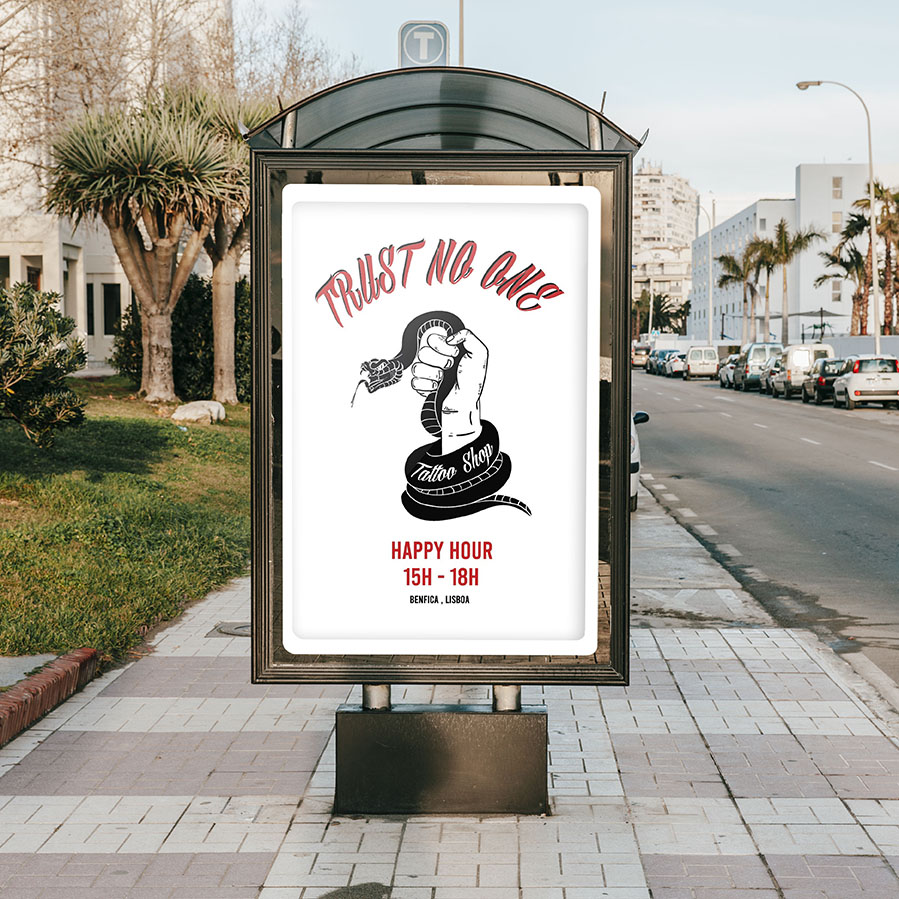 T
TRUST NO ONE
Tattoo Shop
HAPPY HOUR
15H - 18H
BENFICA , LISBOA